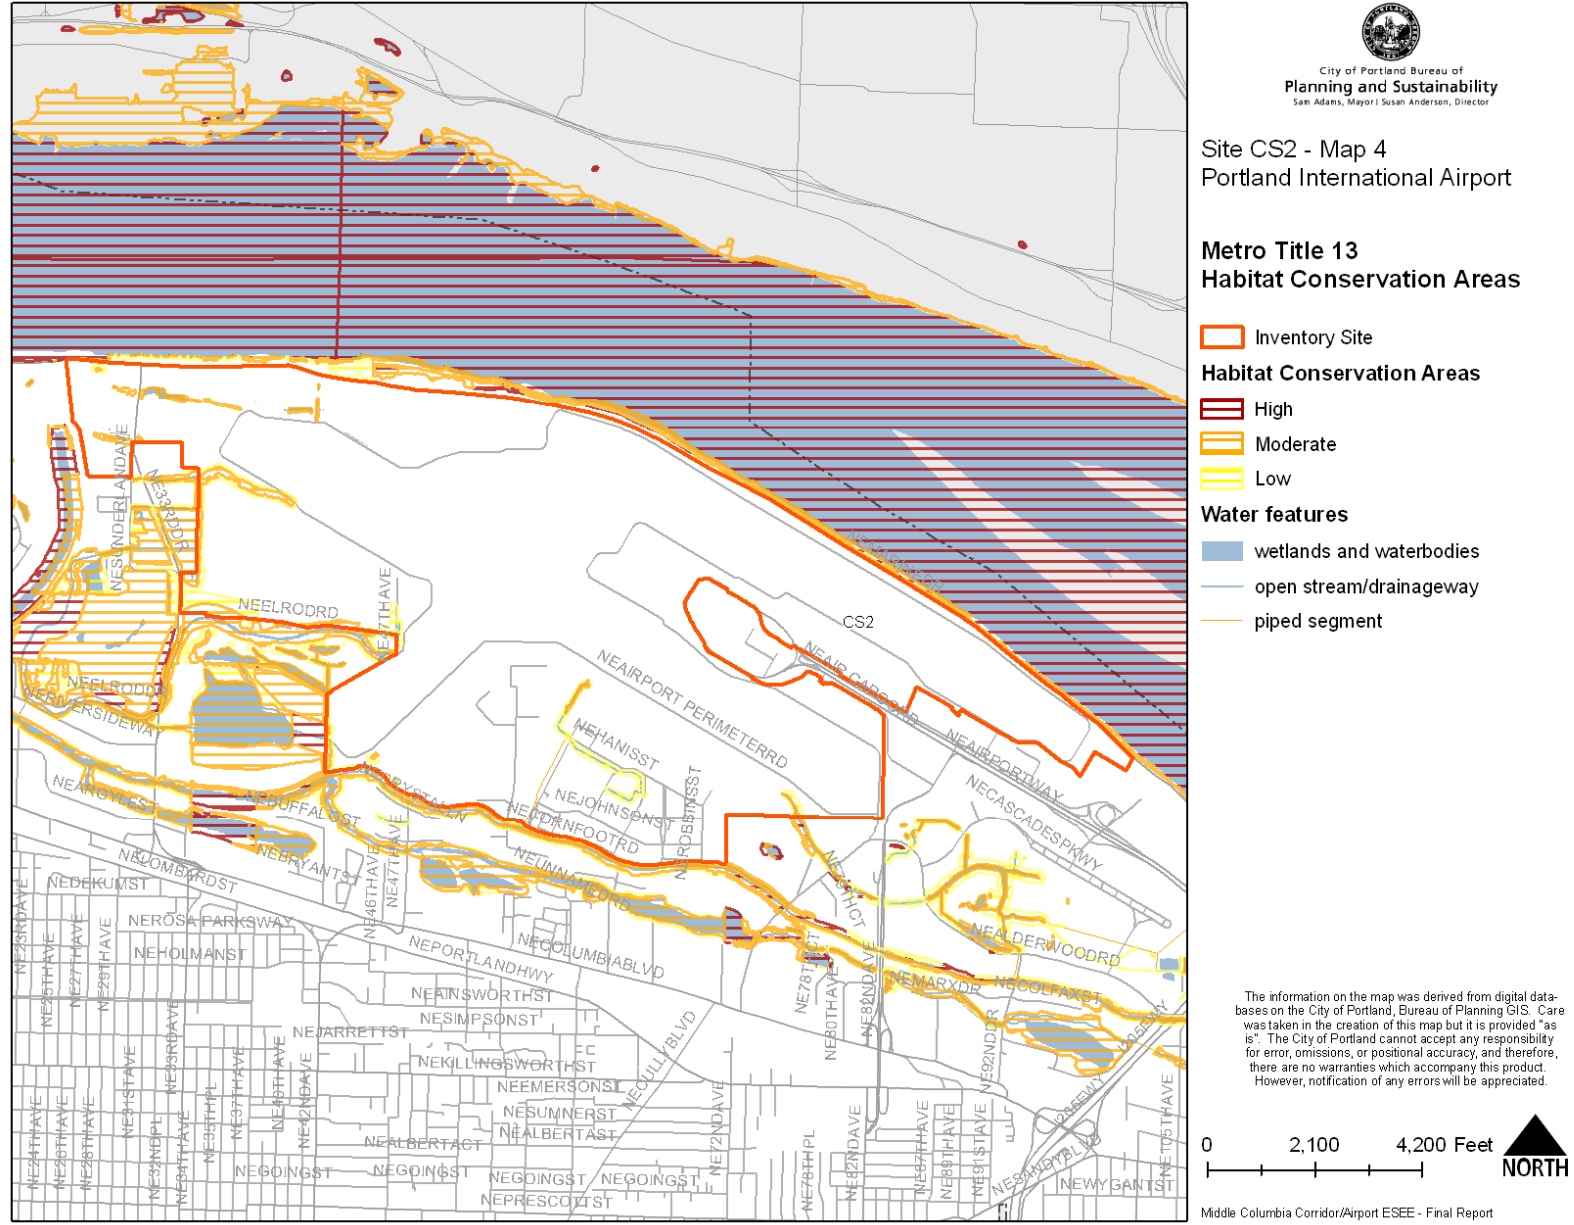 City of Portland Bureau of
Planning and Sustainability
Sam Adams, Mayor | Susan Anderson, Director
Site CS2 - Map 4
Portland International Airport
Metro Title 13
Habitat Conservation Areas
Inventory Site
Habitat Conservation Areas
High
Moderate
Low
Water features
wetlands and waterbodies
open stream/drainageway
piped segment
The information on the map was derived from digital data-
bases on the City of Portland, Bureau of Planning GIS. Care
was taken in the creation of this map but it is provided "as
is". The City of Portland cannot accept any responsibility
for error, omissions, or positional accuracy, and therefore,
there are no warranties which accompany this product.
However, notification of any errors will be appreciated.
0 2,100 4,200 Feet
NORTH
Middle Columbia Corridor/Airport ESEE - Final Report
CS2
NESUNDERLANDAVE
NE33RDDR
NEELRODRD
NE47THAVE
NEMARINEDR
NEAIR CARGORD
NEAIRPORT PERIMETERRD
NEAIRPORTWAY
NECASCADESPKWY
NERIVERSIDEWAY
NEHANISST
NEJOHNSONST
NECORNFOOTRD
NEROBBINSST
NECRYSTALLN
NEARGYLEST
NEBUFFALOST
NEBRYANTST
NELOMBARDST
NEDEKUMST
NEROSA PARKSWAY
NEHOLMANST
NE23RDAVE
NE25THAVE
NE27THAVE
NE29THAVE
NE46THAVE
NE47THAVE
NEUNNAMEDRD
NECOLUMBIABLVD
NEPORTLANDHWY
NEAINSWORTHST
NESIMPSONST
NEJARRETTST
NEKILLINGSWORTHST
NEEMERSONST
NESUMNERST
NEALBERTAST
NEALBERTACT
NEGOINGST
NEGOINGST
NEGOINGST
NEGOINGST
NEPRESCOTTST
NECULLYBLVD
NE72NDAVE
NE78THCT
NE80THAVE
NE82NDAVE
NEALDERWOODRD
NEMARXDR
NECOLFAXST
NE92NDDR
I205FWY
I205FWY
NESANDYBLVD
NEWYGANTST
NE105THAVE
NE78THPL
NE82NDAVE
NE87THAVE
NE89THAVE
NE91STAVE
NE24THAVE
NE26THAVE
NE28THAVE
NE31STAVE
NE32NDPL
NE33RDAVE
NE34THAVE
NE35THPL
NE37THAVE
NE42NDAVE